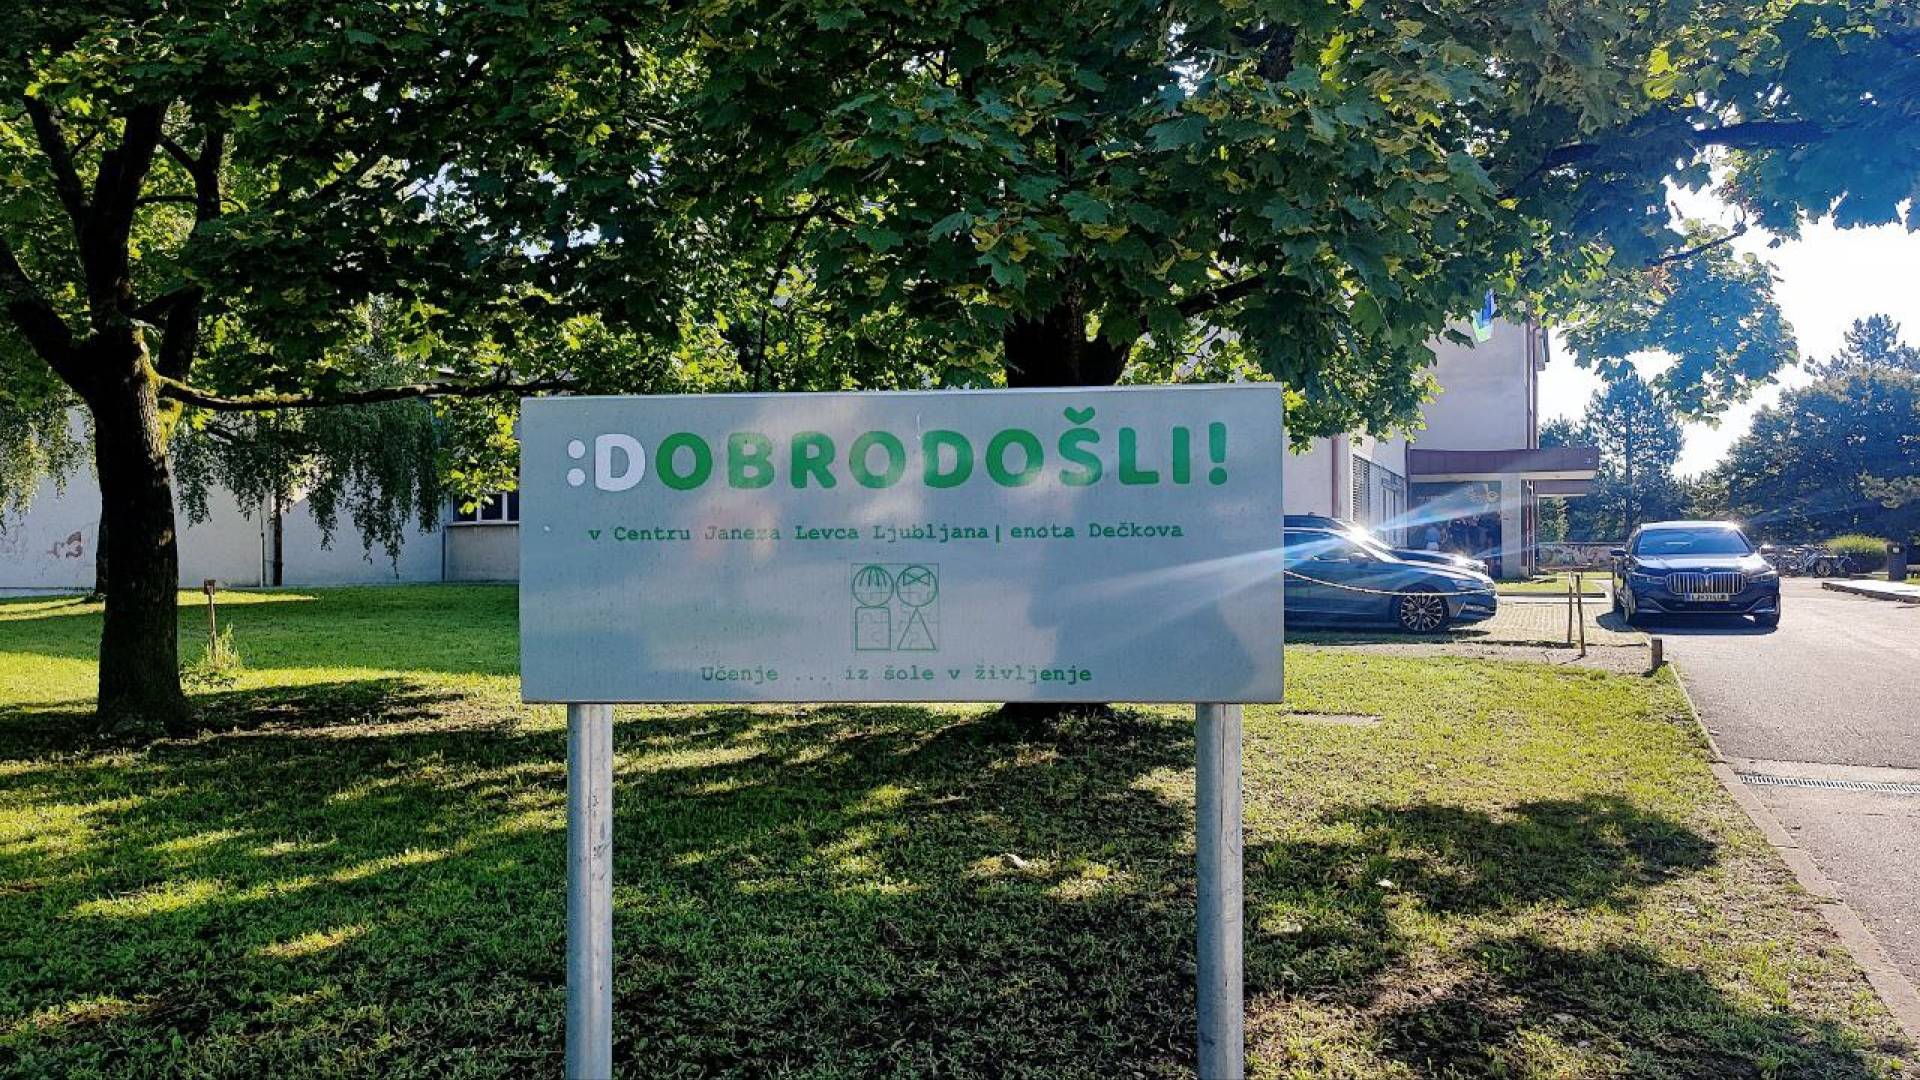 :DOBRODOŠLI!
v Centru Janeza Levca Ljubljana| enota Dečkova
Učenje ... iz šole v življenje